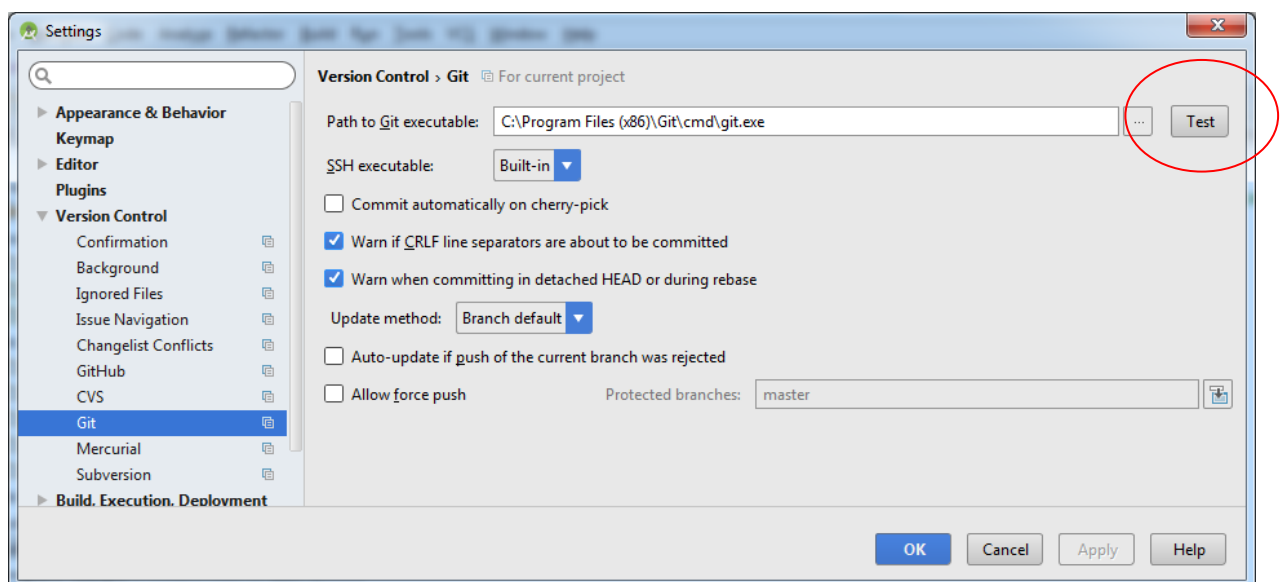 Settings
Version Control › Git For current project
Appearance & Behavior
Keymap
Editor
Plugins
Version Control
Confirmation
Background
Ignored Files
Issue Navigation
Changelist Conflicts
GitHub
CVS
Git
Mercurial
Subversion
Build, Execution, Deployment
Path to Git executable: C:\Program Files (x86)\Git\cmd\git.exe ... Test
SSH executable: Built-in
Commit automatically on cherry-pick
Warn if CRLF line separators are about to be committed
Warn when committing in detached HEAD or during rebase
Update method: Branch default
Auto-update if push of the current branch was rejected
Allow force push Protected branches: master
OK Cancel Apply Help